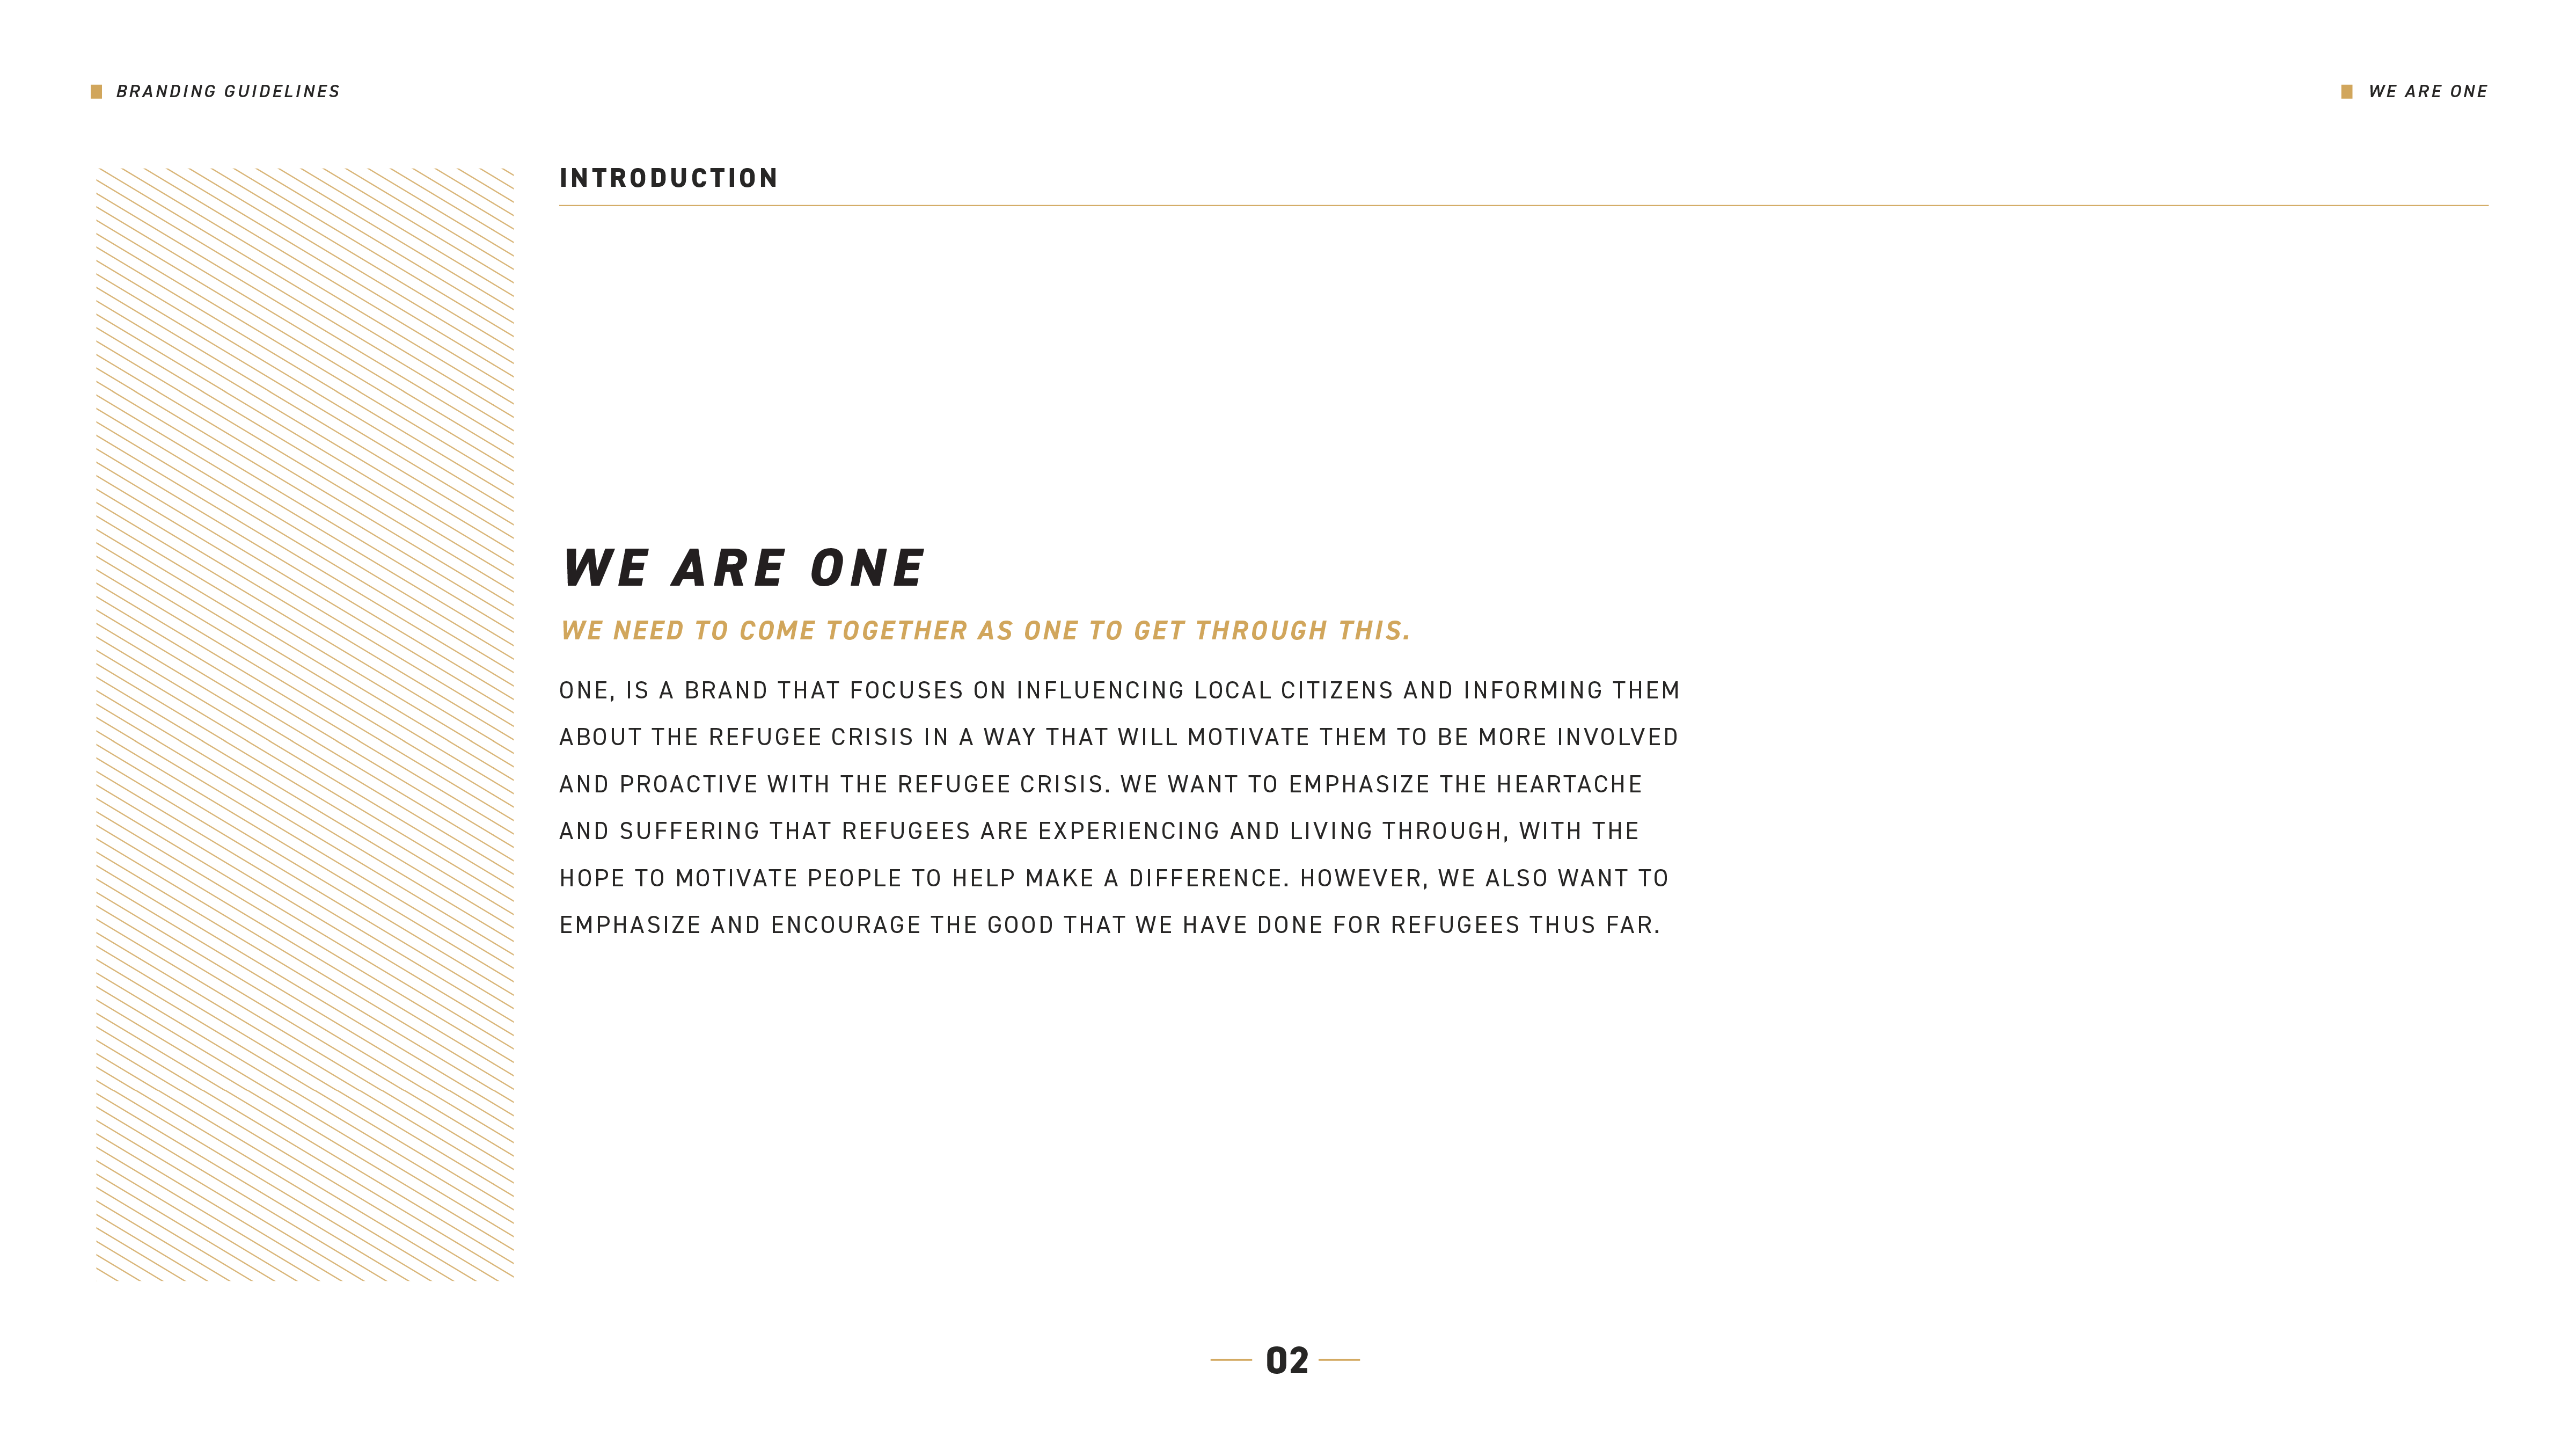 BRANDING GUIDELINES
WE ARE ONE
INTRODUCTION
WE ARE ONE
WE NEED TO COME TOGETHER AS ONE TO GET THROUGH THIS.
ONE, IS A BRAND THAT FOCUSES ON INFLUENCING LOCAL CITIZENS AND INFORMING THEM
ABOUT THE REFUGEE CRISIS IN A WAY THAT WILL MOTIVATE THEM TO BE MORE INVOLVED
AND PROACTIVE WITH THE REFUGEE CRISIS. WE WANT TO EMPHASIZE THE HEARTACHE
AND SUFFERING THAT REFUGEES ARE EXPERIENCING AND LIVING THROUGH, WITH THE
HOPE TO MOTIVATE PEOPLE TO HELP MAKE A DIFFERENCE. HOWEVER, WE ALSO WANT TO
EMPHASIZE AND ENCOURAGE THE GOOD THAT WE HAVE DONE FOR REFUGEES THUS FAR.
02